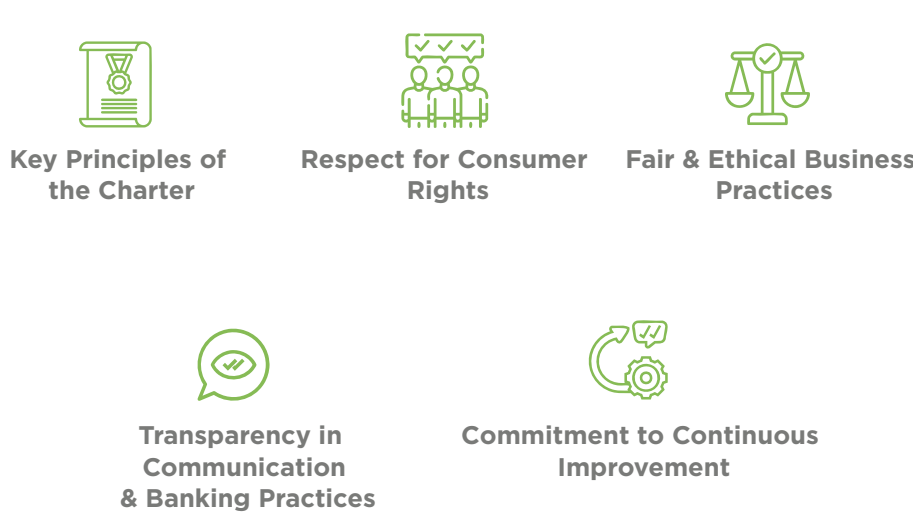 Key Principles of
the Charter
Respect for Consumer
Rights
Fair & Ethical Business
Practices
Transparency in
Communication
& Banking Practices
Commitment to Continuous
Improvement